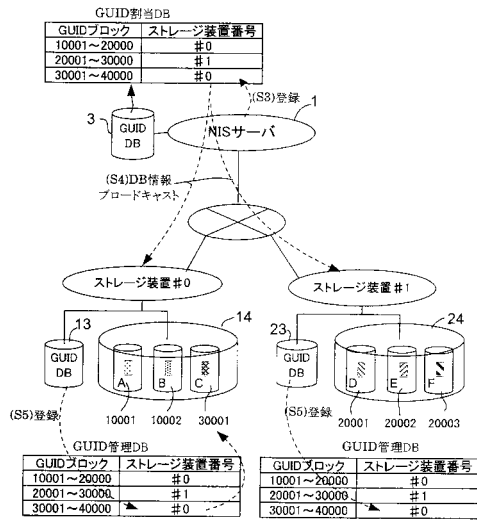 GUID割当DB
GUIDブロック ストレージ装置番号
10001～20000 ＃0
20001～30000 ＃1
30001～40000 ＃0
(S3)登録
1
3
GUID
DB
NISサーバ
(S4)DB情報
ブロードキャスト
ストレージ装置＃0
ストレージ装置＃1
13
14
23
24
GUID
DB
A B C
GUID
DB
D E F
10001 10002 30001
20001 20002 20003
(S5)登録
(S5)登録
GUID管理DB
GUIDブロック ストレージ装置番号
10001～20000 ＃0
20001～30000 ＃1
30001～40000 ＃0
GUID管理DB
GUIDブロック ストレージ装置番号
10001～20000 ＃0
20001～30000 ＃1
30001～40000 ＃0